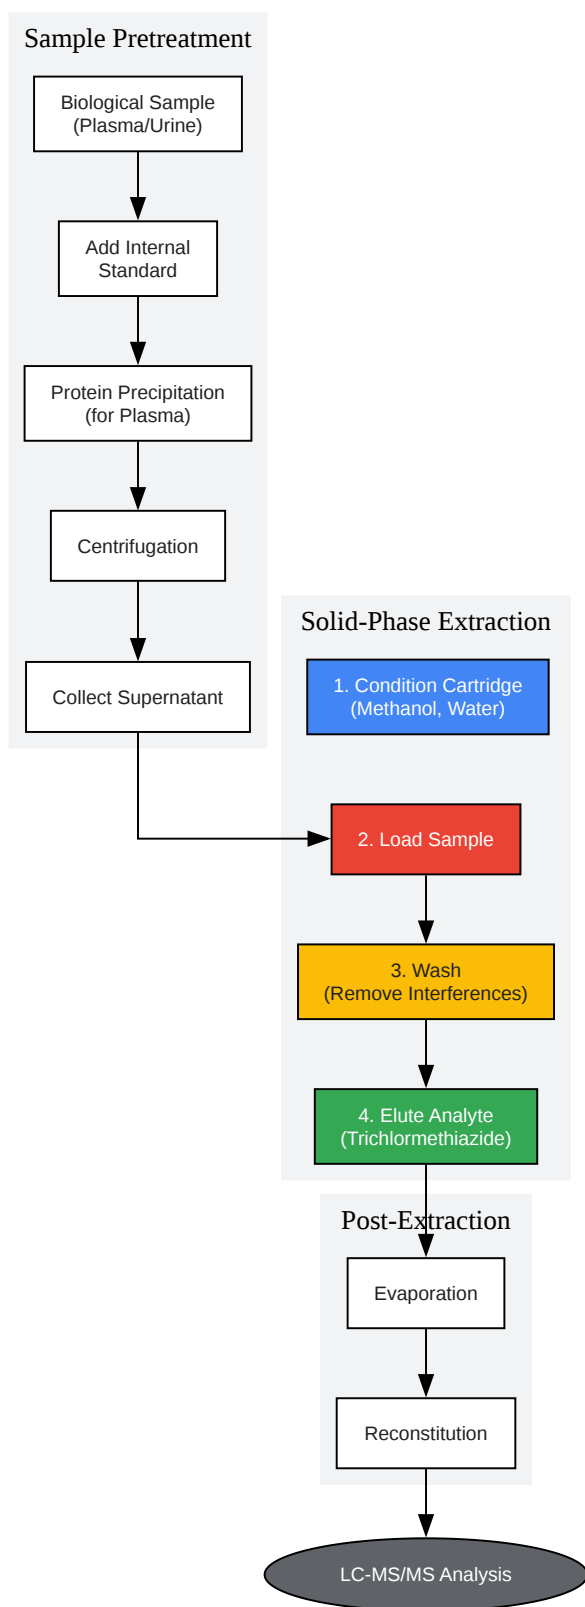 Sample Pretreatment
Biological Sample
(Plasma/Urine)
Add Internal
Standard
Protein Precipitation
(for Plasma)
Centrifugation
Collect Supernatant
Solid-Phase Extraction
1. Condition Cartridge
(Methanol, Water)
2. Load Sample
3. Wash
(Remove Interferences)
4. Elute Analyte
(Trichlormethiazide)
Post-Extraction
Evaporation
Reconstitution
LC-MS/MS Analysis